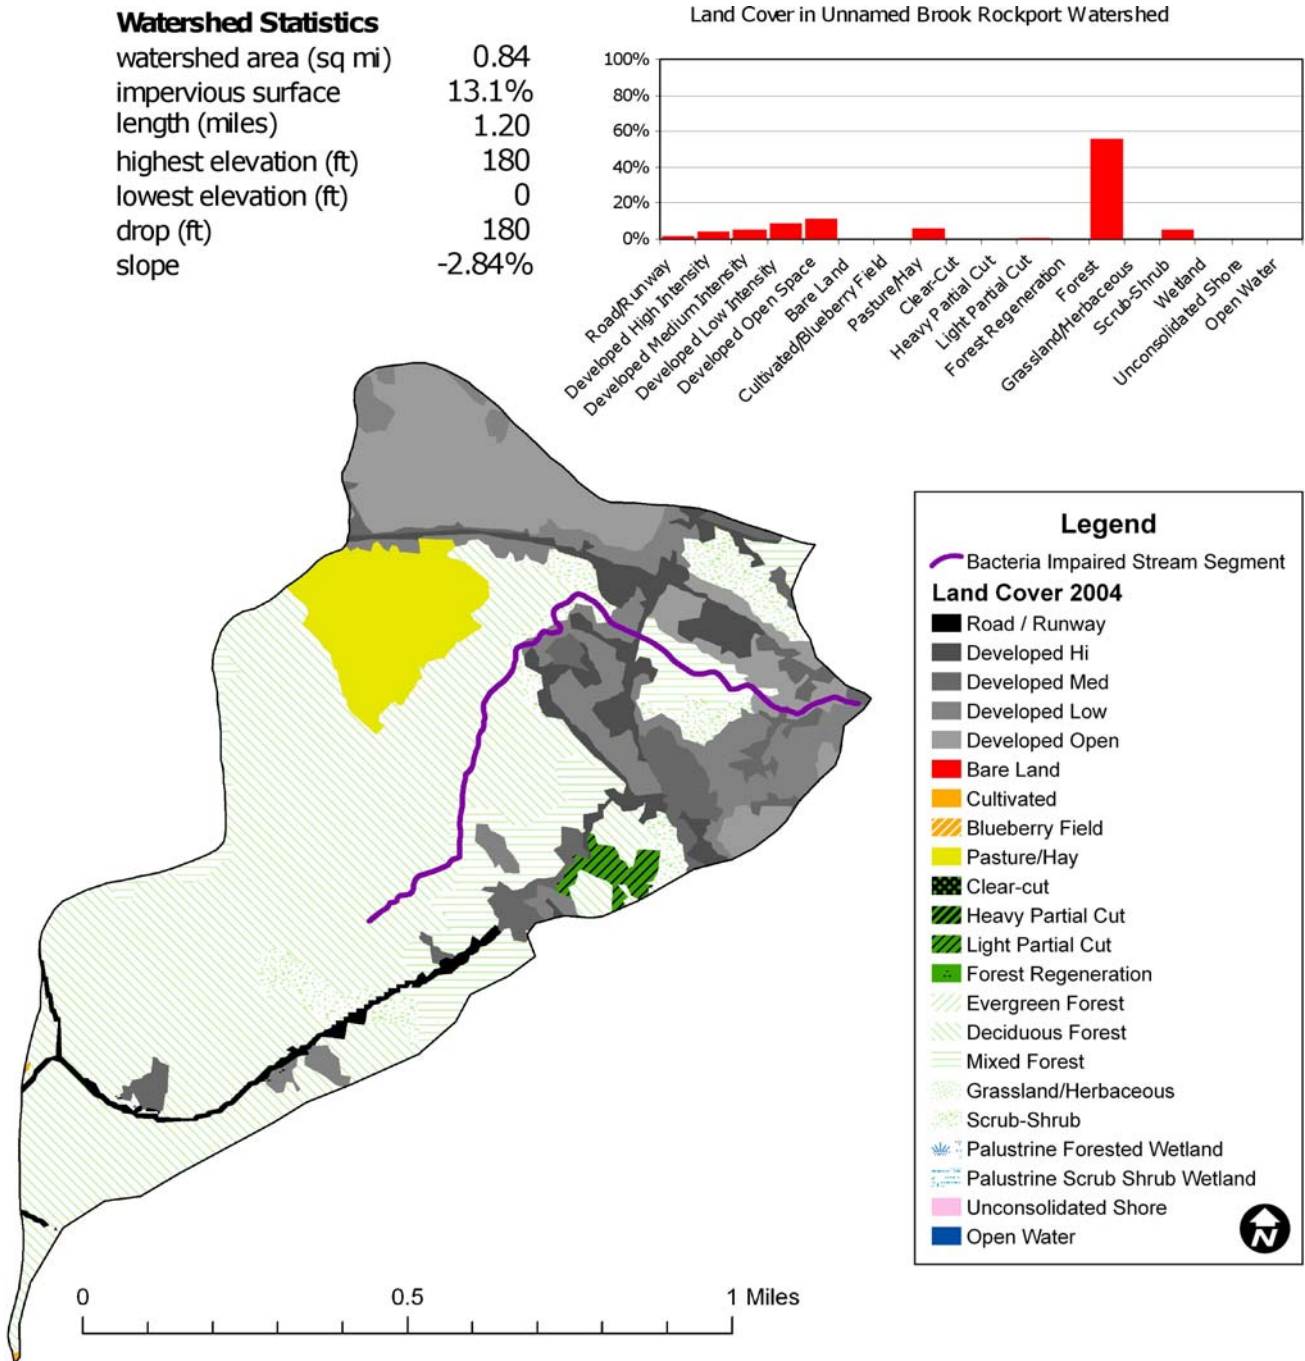 Watershed Statistics
watershed area (sq mi) 0.84
impervious surface 13.1%
length (miles) 1.20
highest elevation (ft) 180
lowest elevation (ft) 0
drop (ft) 180
slope -2.84%
Land Cover in Unnamed Brook Rockport Watershed
100%
80%
60%
40%
20%
0%
Road/Runway
Developed High Intensity
Developed Medium Intensity
Developed Low Intensity
Developed Open Space
Bare Land
Cultivated/Blueberry Field
Pasture/Hay
Clear-Cut
Heavy Partial Cut
Light Partial Cut
Forest Regeneration
Forest
Grassland/Herbaceous
Scrub-Shrub
Wetland
Unconsolidated Shore
Open Water
Legend
Bacteria Impaired Stream Segment
Land Cover 2004
Road / Runway
Developed Hi
Developed Med
Developed Low
Developed Open
Bare Land
Cultivated
Blueberry Field
Pasture/Hay
Clear-cut
Heavy Partial Cut
Light Partial Cut
Forest Regeneration
Evergreen Forest
Deciduous Forest
Mixed Forest
Grassland/Herbaceous
Scrub-Shrub
Palustrine Forested Wetland
Palustrine Scrub Shrub Wetland
Unconsolidated Shore
Open Water
N
0 0.5 1 Miles